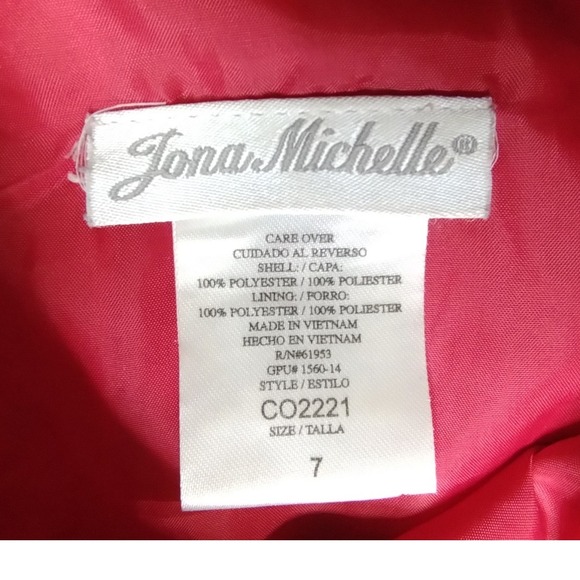 Jona Michelle®
CARE OVER
CUIDADO AL REVERSO
SHELL: / CAPA:
100% POLYESTER / 100% POLIESTER
LINING: / FORRO:
100% POLYESTER / 100% POLIESTER
MADE IN VIETNAM
HECHO EN VIETNAM
R/N#61953
GPU# 1560-14
STYLE / ESTILO
CO2221
SIZE / TALLA
7